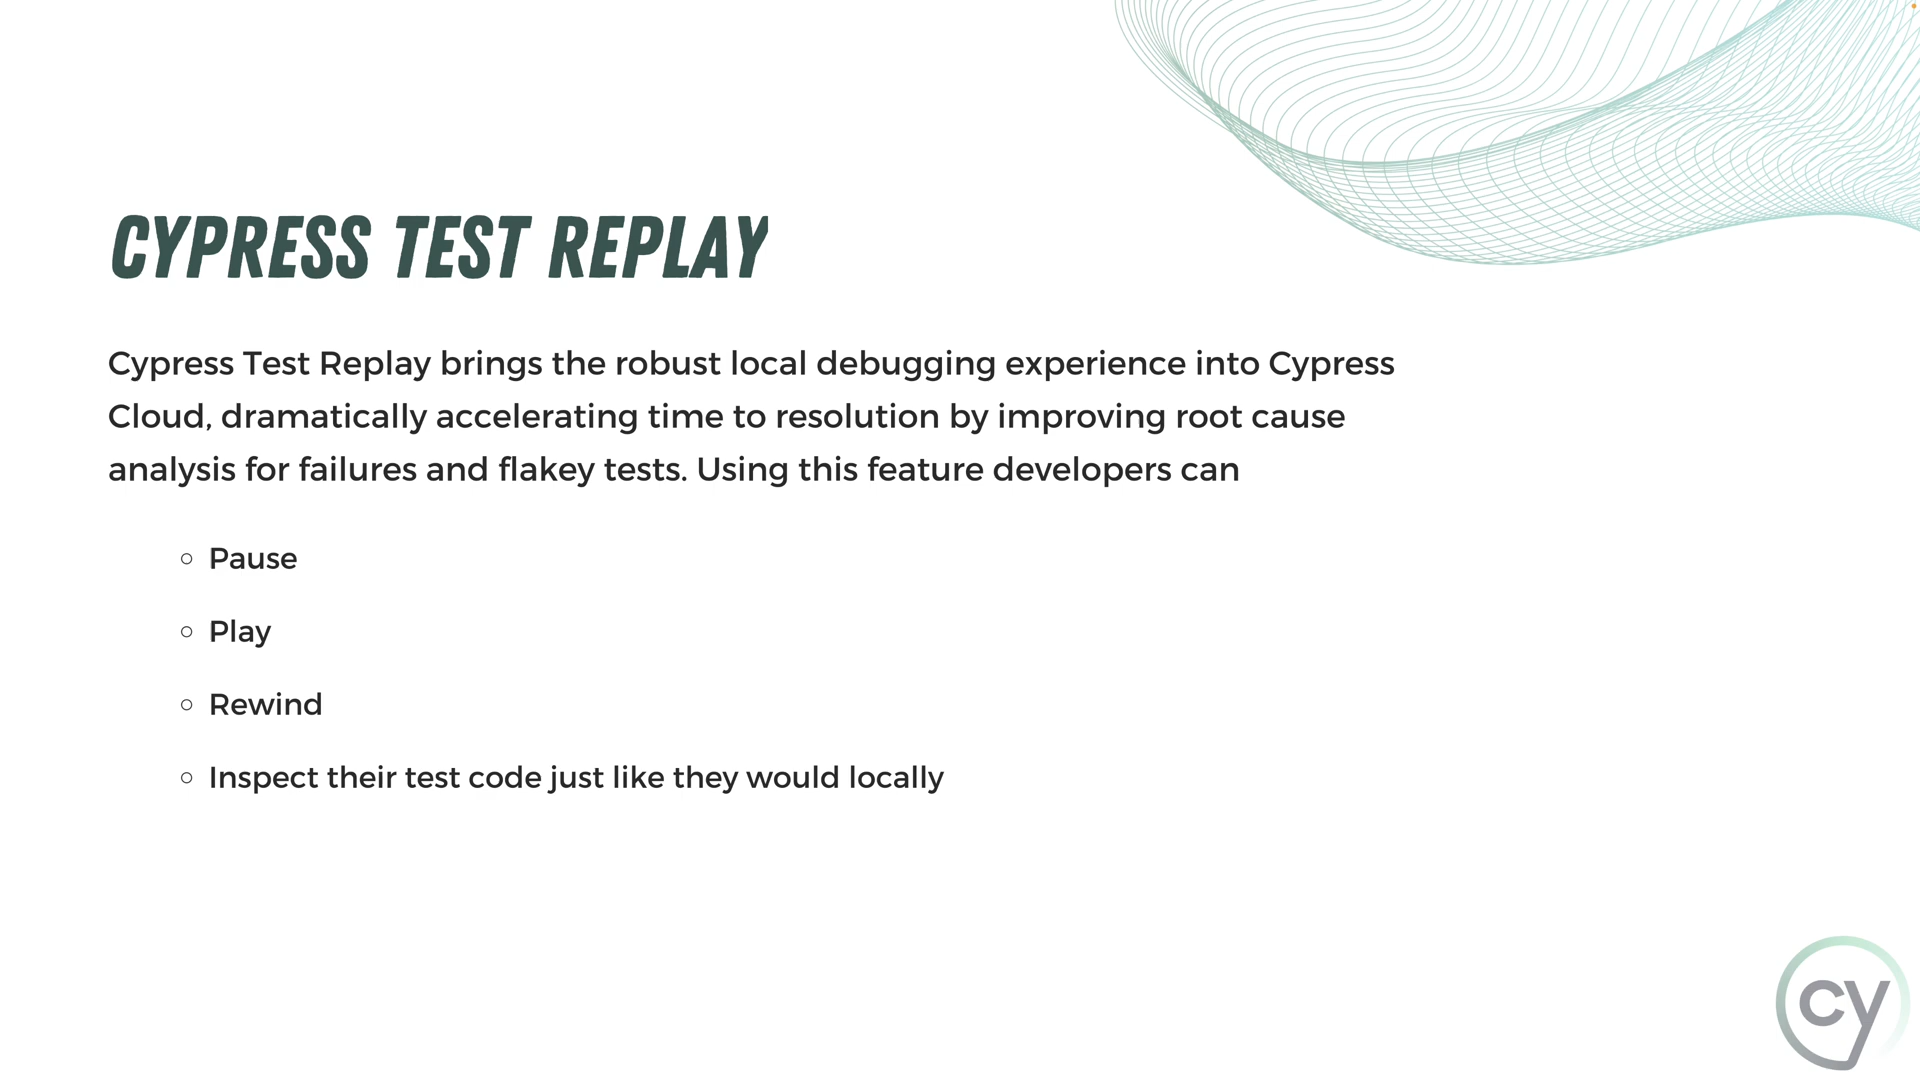 CYPRESS TEST REPLAY
Cypress Test Replay brings the robust local debugging experience into Cypress
Cloud, dramatically accelerating time to resolution by improving root cause
analysis for failures and flakey tests. Using this feature developers can
Pause
Play
Rewind
Inspect their test code just like they would locally
cy